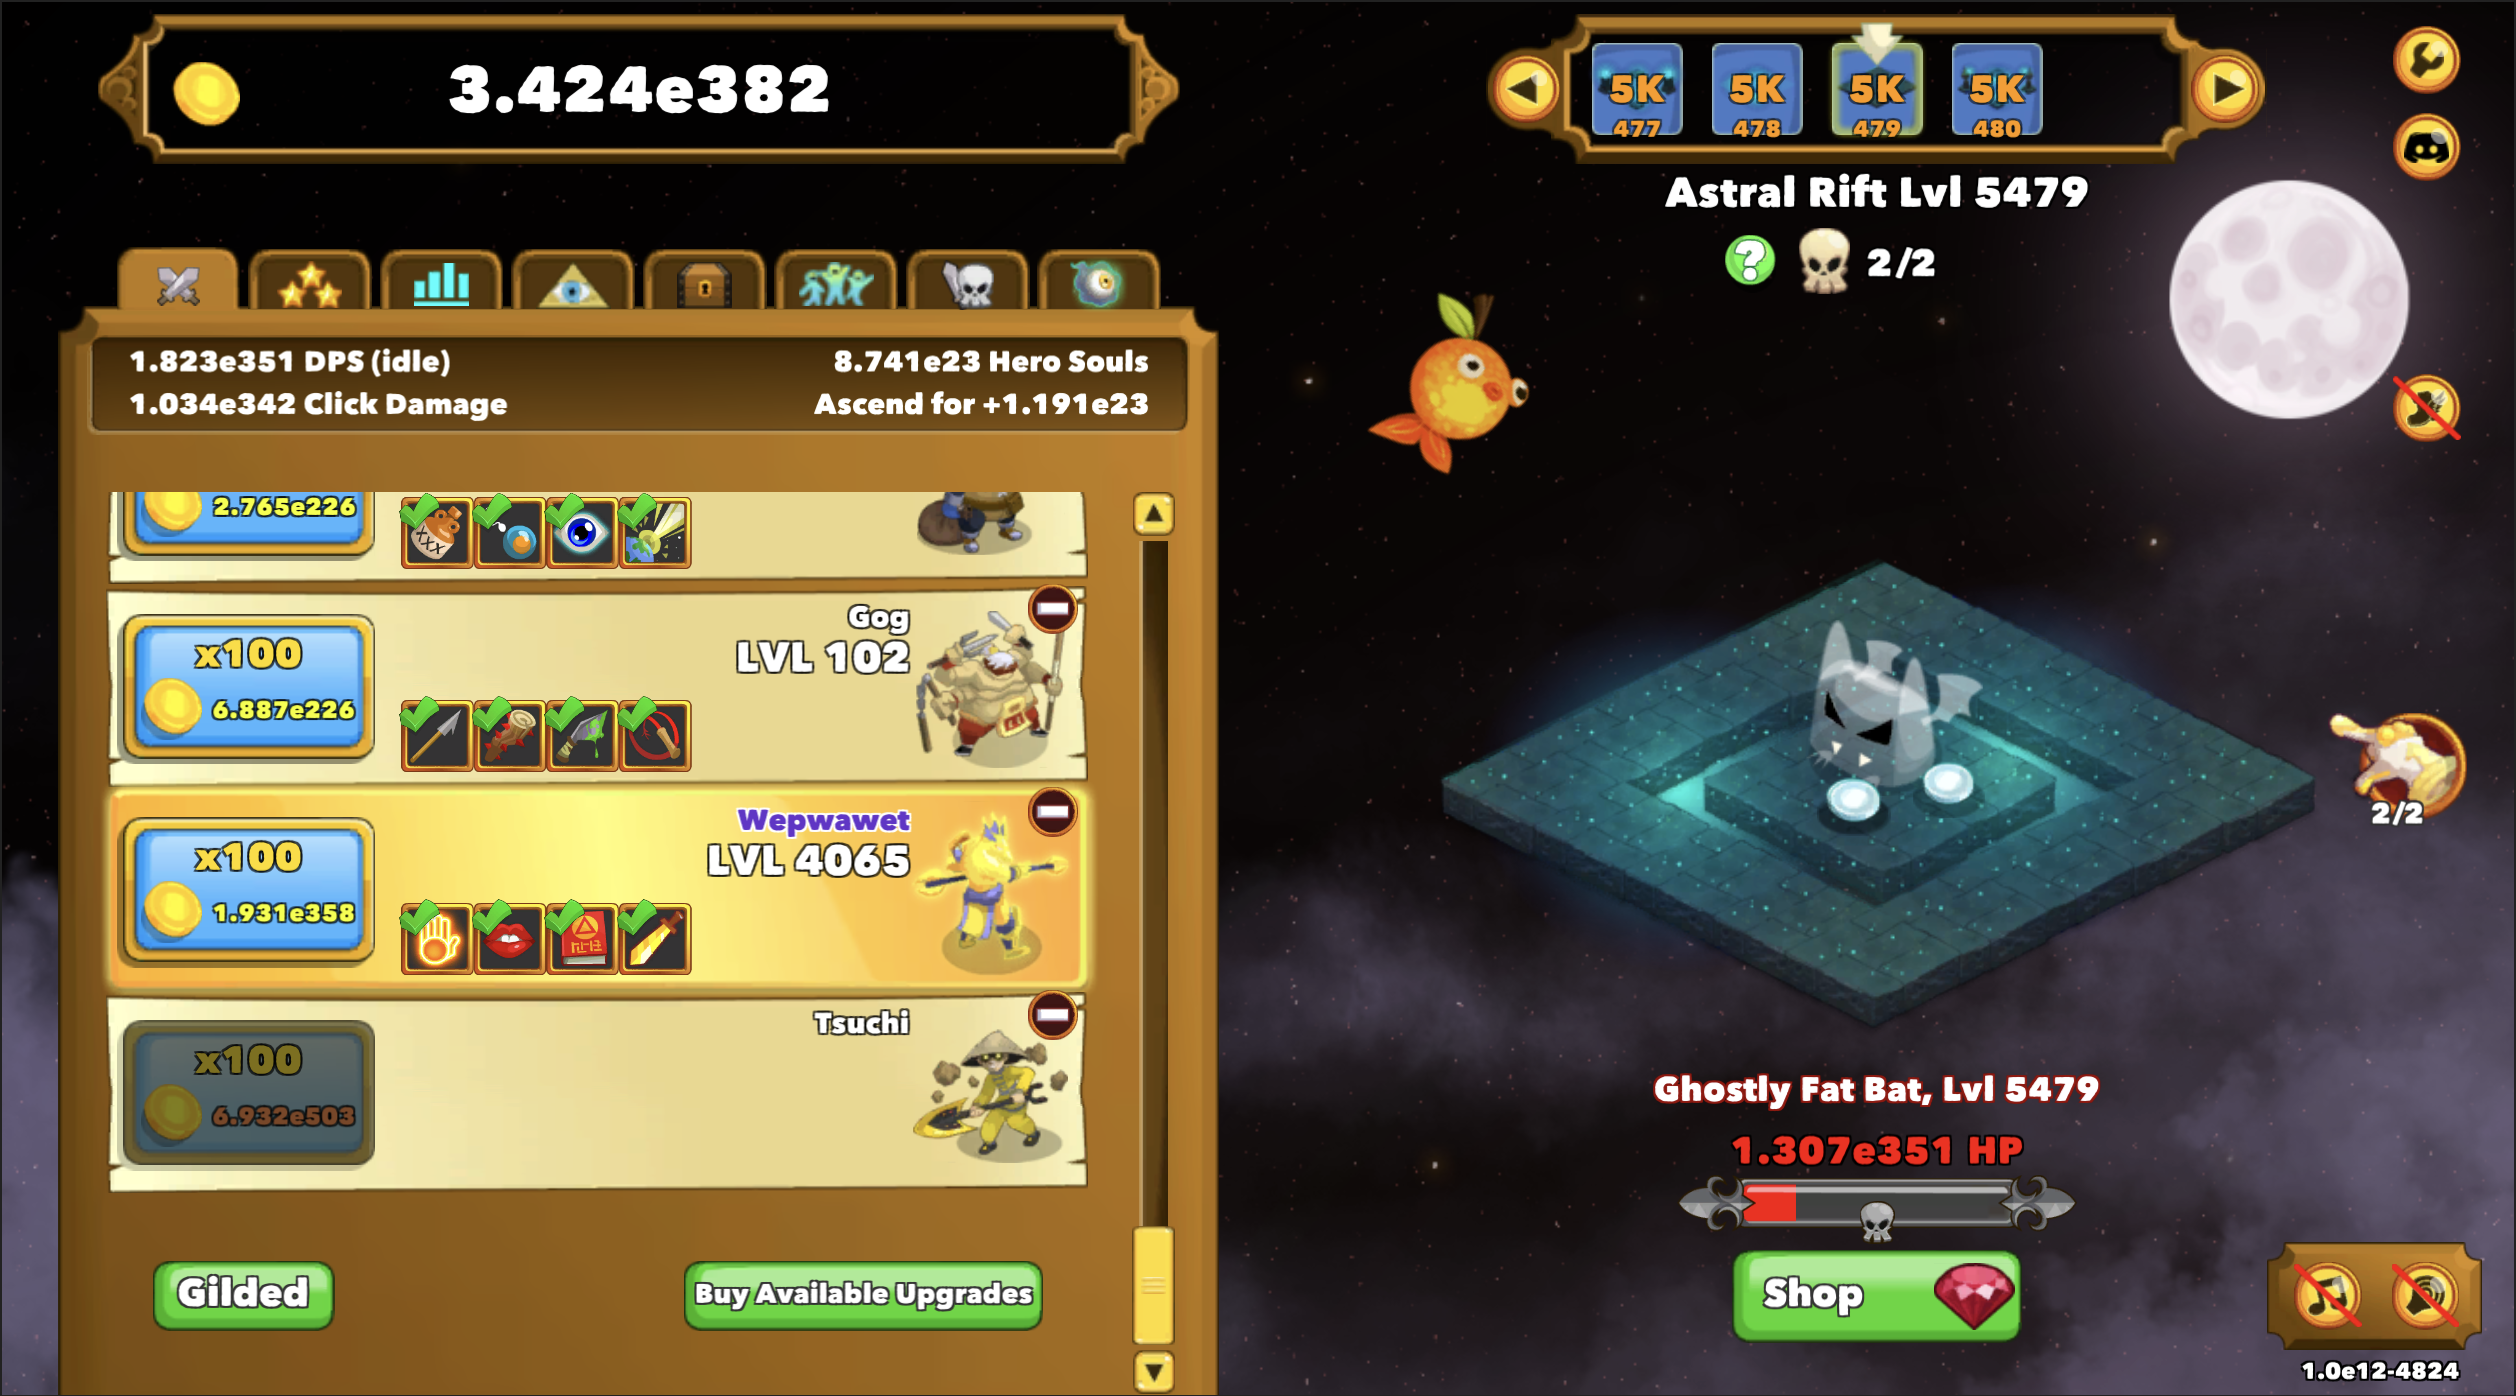 3.424e382
5K
477
5K
478
5K
479
5K
480
Astral Rift Lvl 5479
2/2
1.823e351 DPS (idle)
8.741e23 Hero Souls
1.034e342 Click Damage
Ascend for +1.191e23
2.765e226
XXX
Gog
LVL 102
x100
6.887e226
Wepwawet
LVL 4065
x100
1.931e358
Tsuchi
x100
6.932e503
2/2
Ghostly Fat Bat, Lvl 5479
1.307e351 HP
Gilded
Buy Available Upgrades
Shop
1.0e12-4824